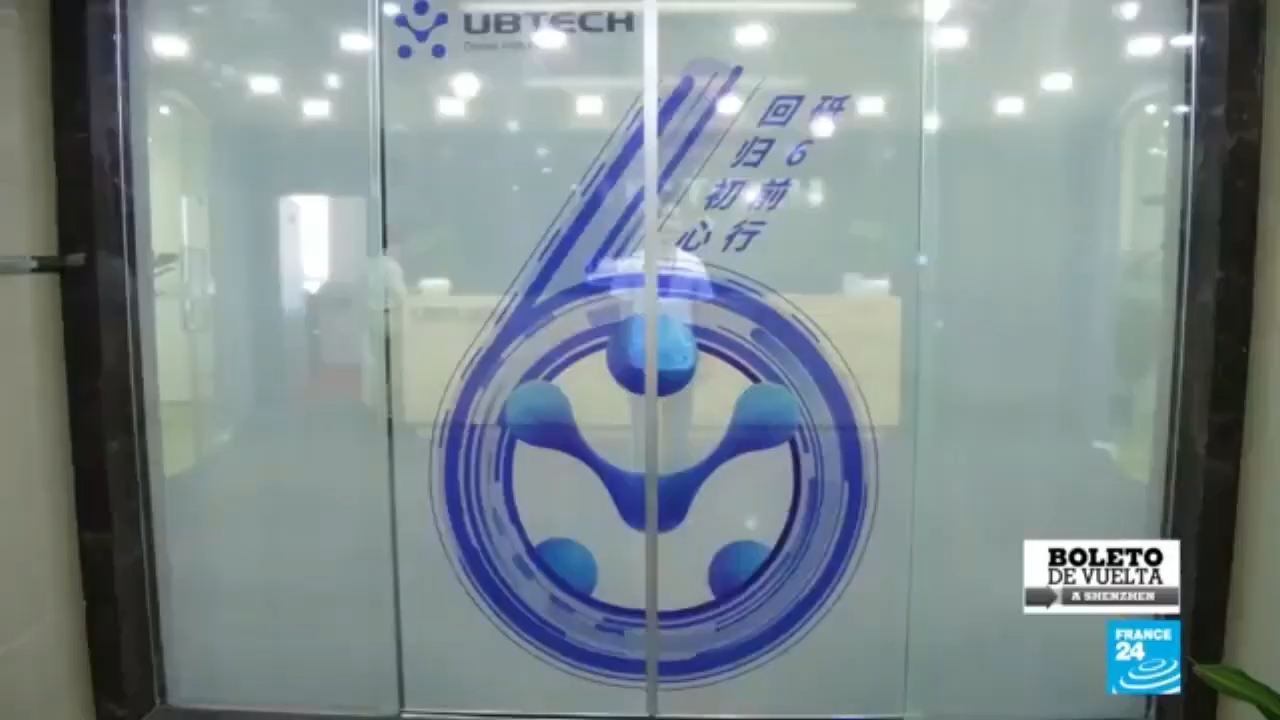 UBTECH
砥6前行
回归初心
BOLETO
DE VUELTA
A SHENZHEN
FRANCE
24